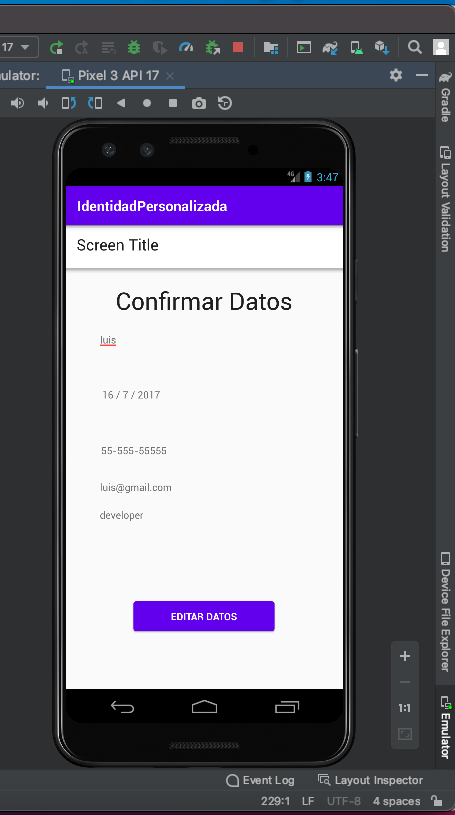 17
mulator: Pixel 3 API 17
4G 3:47
IdentidadPersonalizada
Screen Title
Confirmar Datos
luis
16 / 7 / 2017
55-555-55555
luis@gmail.com
developer
EDITAR DATOS
Gradle
Layout Validation
Device File Explorer
Emulator
1:1
Event Log Layout Inspector
229:1 LF UTF-8 4 spaces